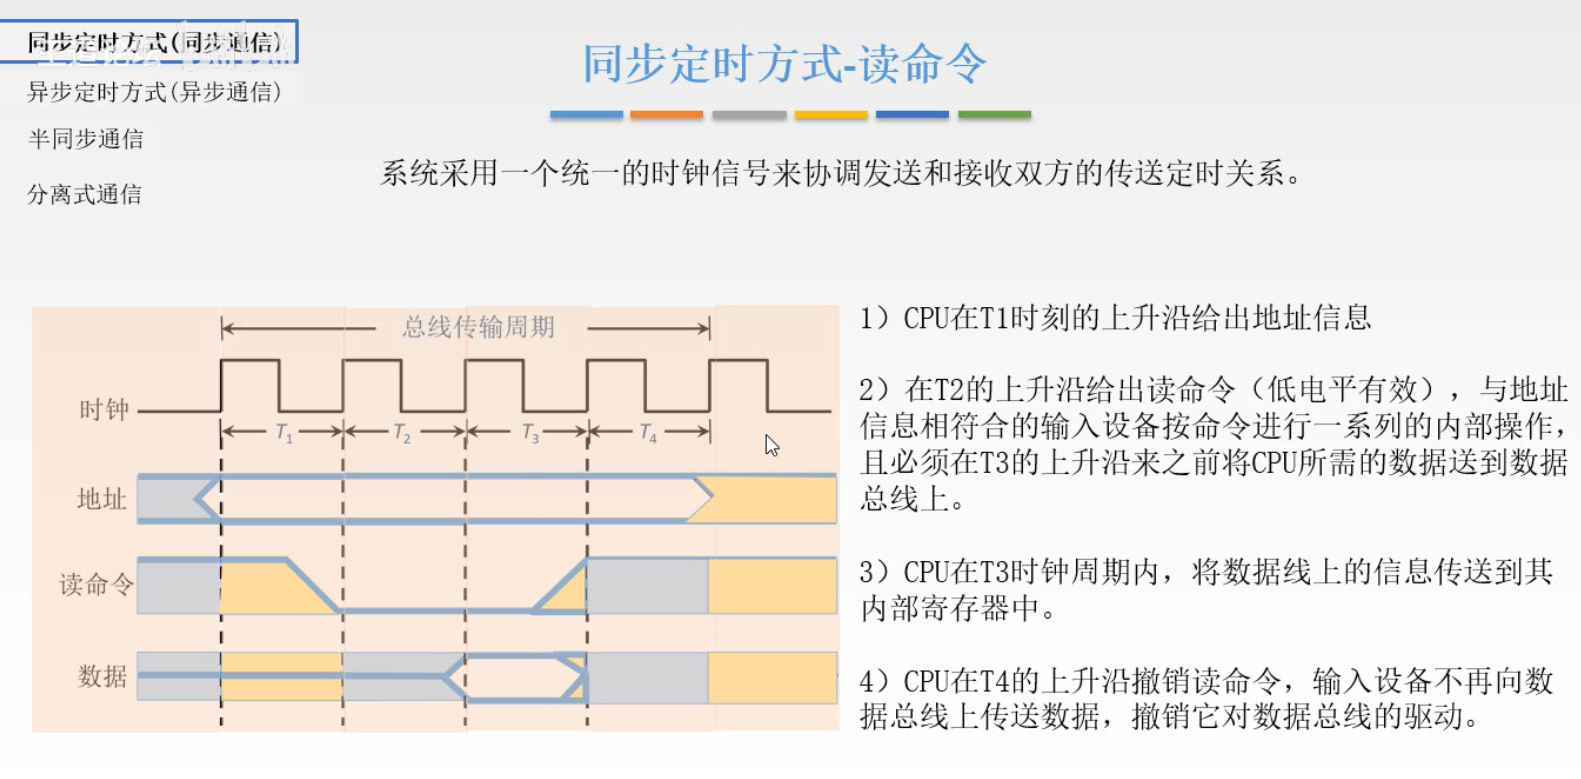 同步定时方式(同步通信)
异步定时方式(异步通信)
半同步通信
分离式通信
同步定时方式-读命令
系统采用一个统一的时钟信号来协调发送和接收双方的传送定时关系。
总线传输周期
时钟
T1
T2
T3
T4
地址
读命令
数据
1）CPU在T1时刻的上升沿给出地址信息
2）在T2的上升沿给出读命令（低电平有效），与地址
信息相符合的输入设备按命令进行一系列的内部操作，
且必须在T3的上升沿来之前将CPU所需的数据送到数据
总线上。
3）CPU在T3时钟周期内，将数据线上的信息传送到其
内部寄存器中。
4）CPU在T4的上升沿撤销读命令，输入设备不再向数
据总线上传送数据，撤销它对数据总线的驱动。